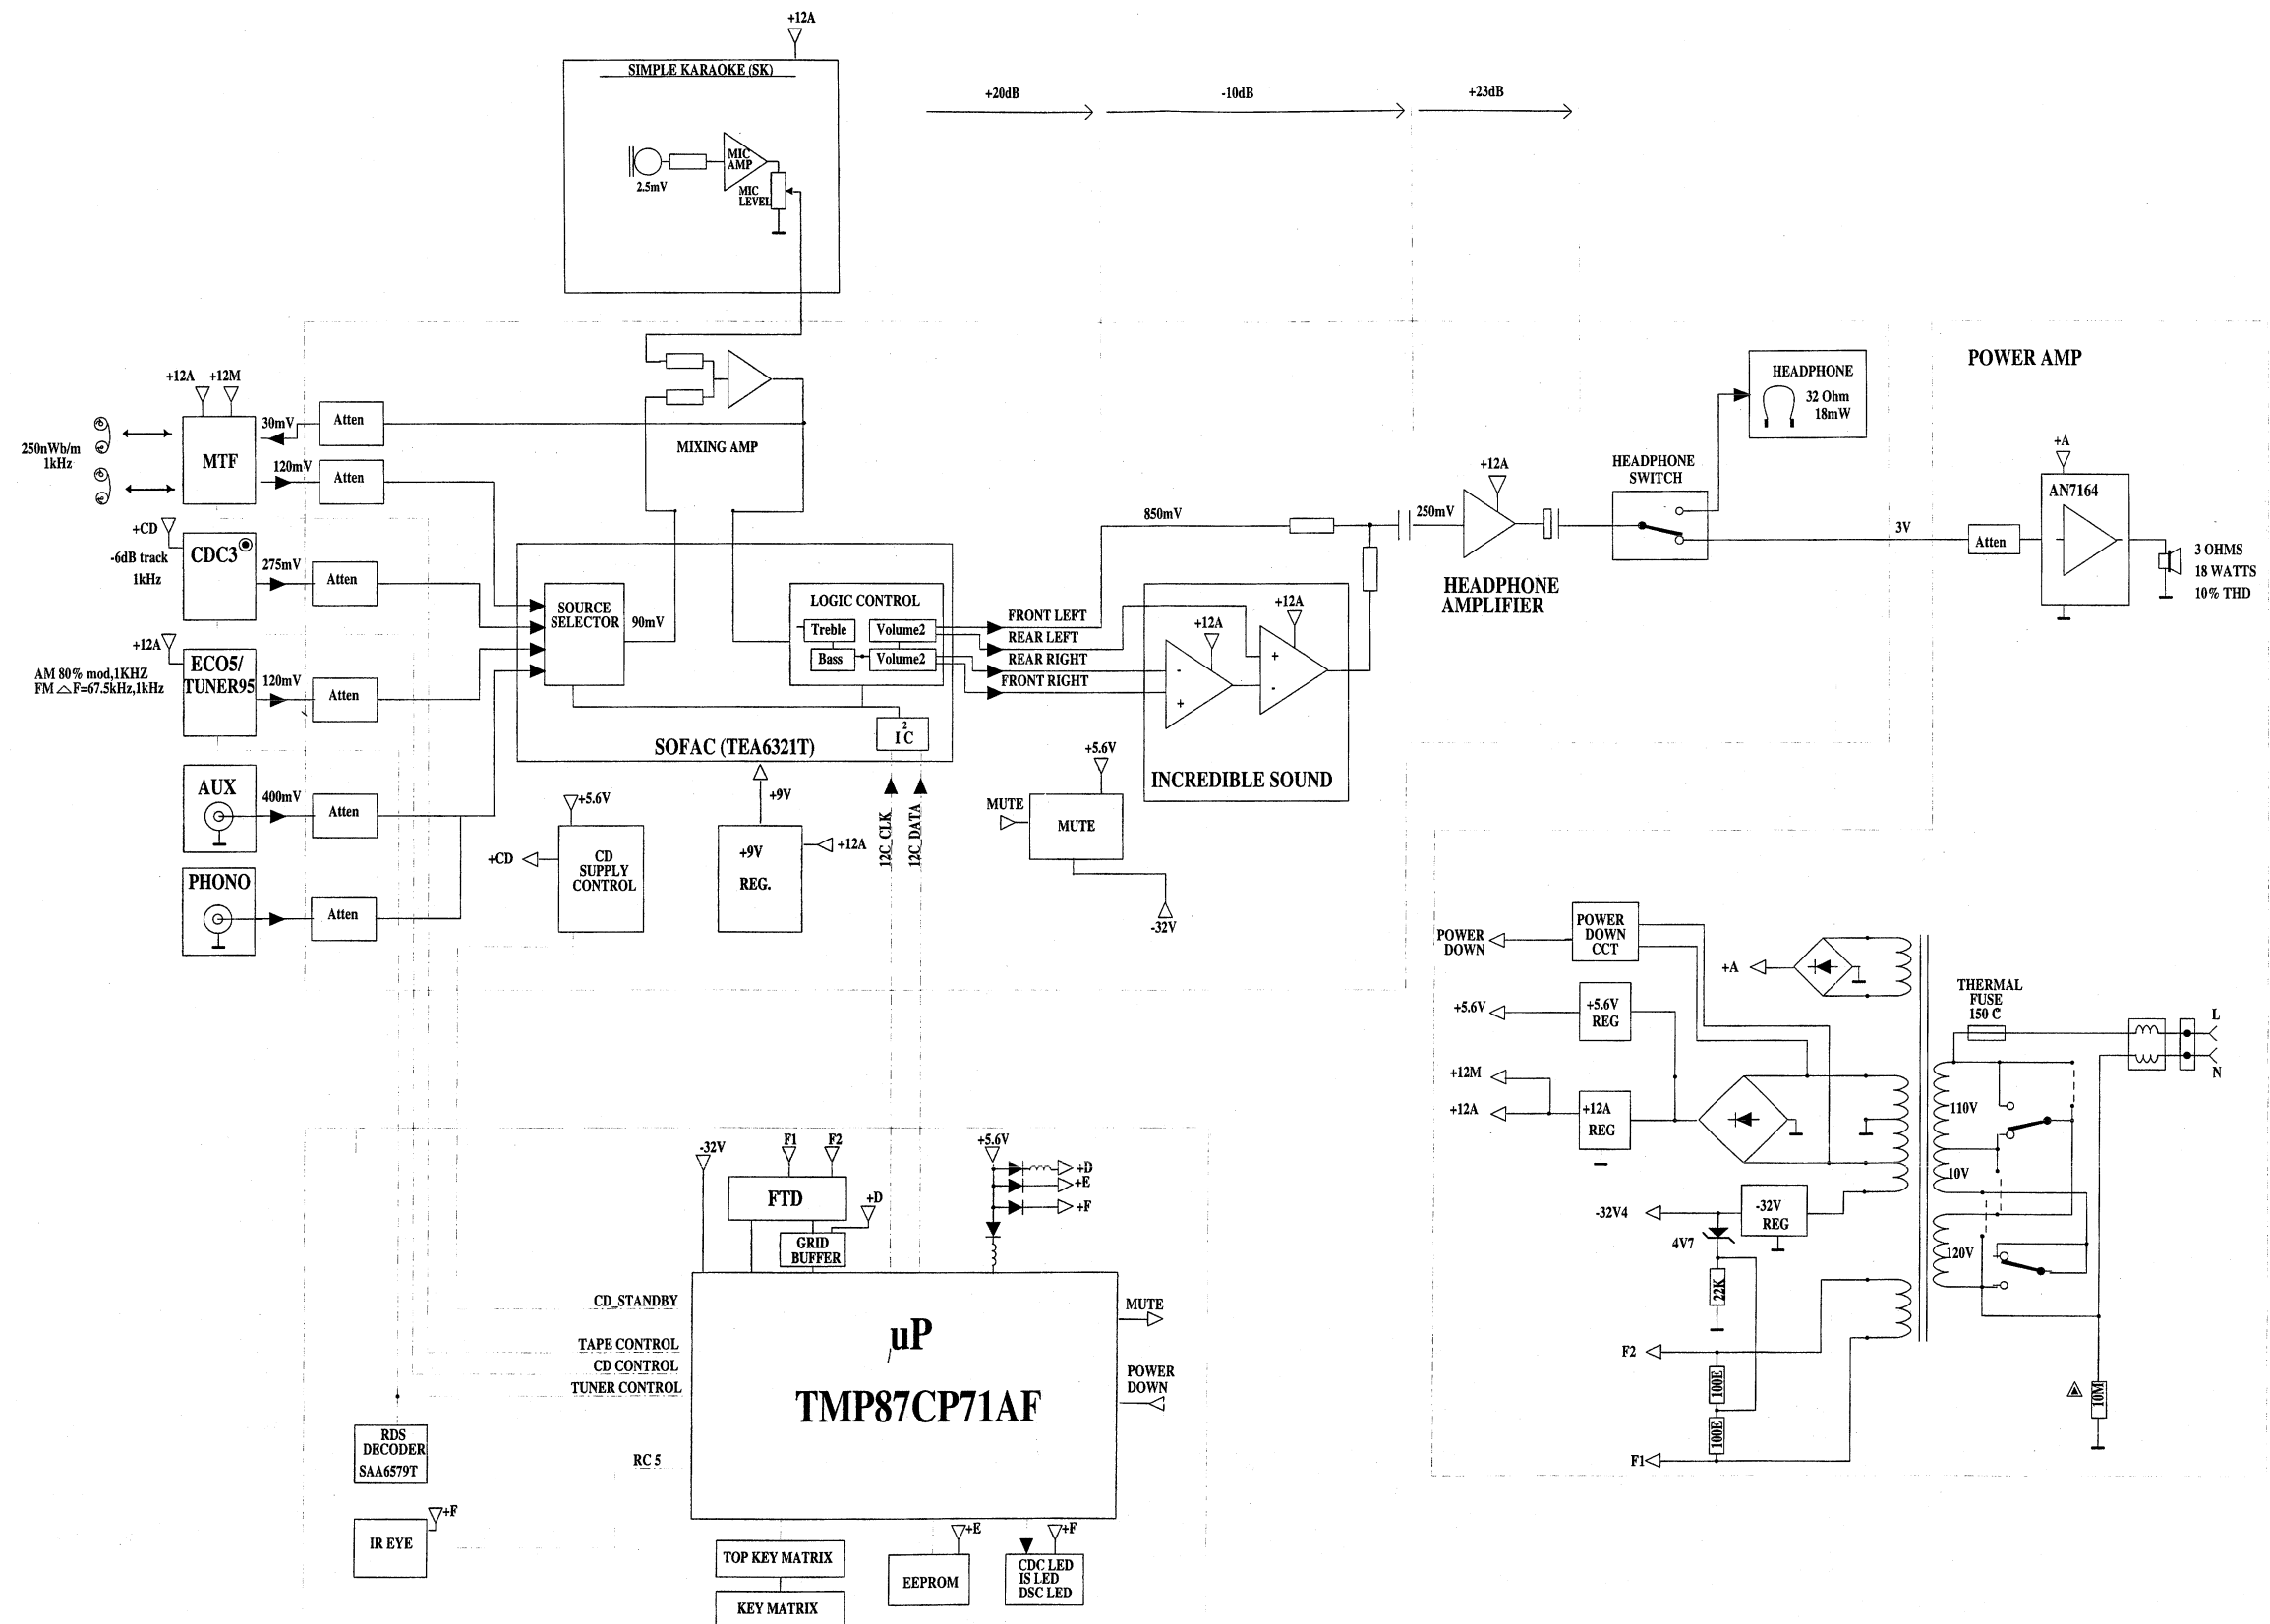 +12A
SIMPLE KARAOKE (SK)
+20dB
-10dB
+23dB
MIC
AMP
2.5mV
MIC
LEVEL
+12A +12M
250nWb/m
1kHz
MTF
30mV
Atten
120mV
Atten
MIXING AMP
+CD
-6dB track
1kHz
CDC3
275mV
Atten
+12A
AM 80% mod,1KHZ
FM △F=67.5kHz,1kHz
ECO5/
TUNER95
120mV
Atten
AUX
400mV
Atten
PHONO
Atten
SOURCE
SELECTOR
90mV
LOGIC CONTROL
Treble
Volume2
Bass
Volume2
2
I C
SOFAC (TEA6321T)
FRONT LEFT
REAR LEFT
REAR RIGHT
FRONT RIGHT
850mV
+12A
+12A
-
+
+
-
INCREDIBLE SOUND
250mV
+12A
HEADPHONE
AMPLIFIER
HEADPHONE
SWITCH
HEADPHONE
32 Ohm
18mW
3V
POWER AMP
Atten
+A
AN7164
3 OHMS
18 WATTS
10% THD
+5.6V
+CD
CD
SUPPLY
CONTROL
+9V
+9V
REG.
+12A
12C_CLK
12C_DATA
+5.6V
MUTE
MUTE
-32V
POWER
DOWN
POWER
DOWN
CCT
+A
+5.6V
+5.6V
REG
+12M
+12A
+12A
REG
-32V4
-32V
REG
4V7
22K
F2
100E
100E
F1
THERMAL
FUSE
150 C
L
N
110V
10V
120V
10M
-32V
F1
F2
FTD
+D
GRID
BUFFER
+5.6V
+D
+E
+F
CD_STANDBY
TAPE CONTROL
CD CONTROL
TUNER CONTROL
RC 5
uP
TMP87CP71AF
MUTE
POWER
DOWN
RDS
DECODER
SAA6579T
+F
IR EYE
TOP KEY MATRIX
KEY MATRIX
+E
EEPROM
+F
CDC LED
IS LED
DSC LED